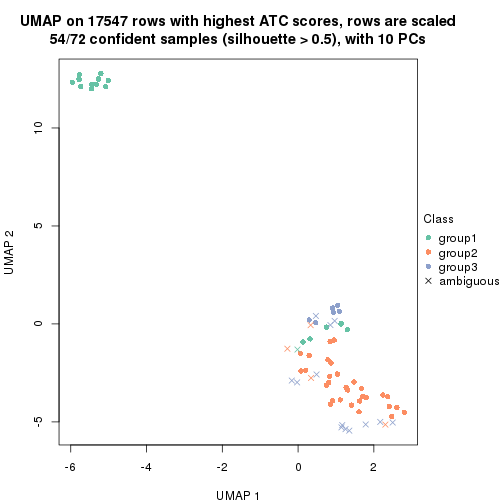 UMAP on 17547 rows with highest ATC scores, rows are scaled
54/72 confident samples (silhouette > 0.5), with 10 PCs
10
5
0
-5
UMAP 2
-6
-4
-2
0
2
UMAP 1
Class
group1
group2
group3
ambiguous